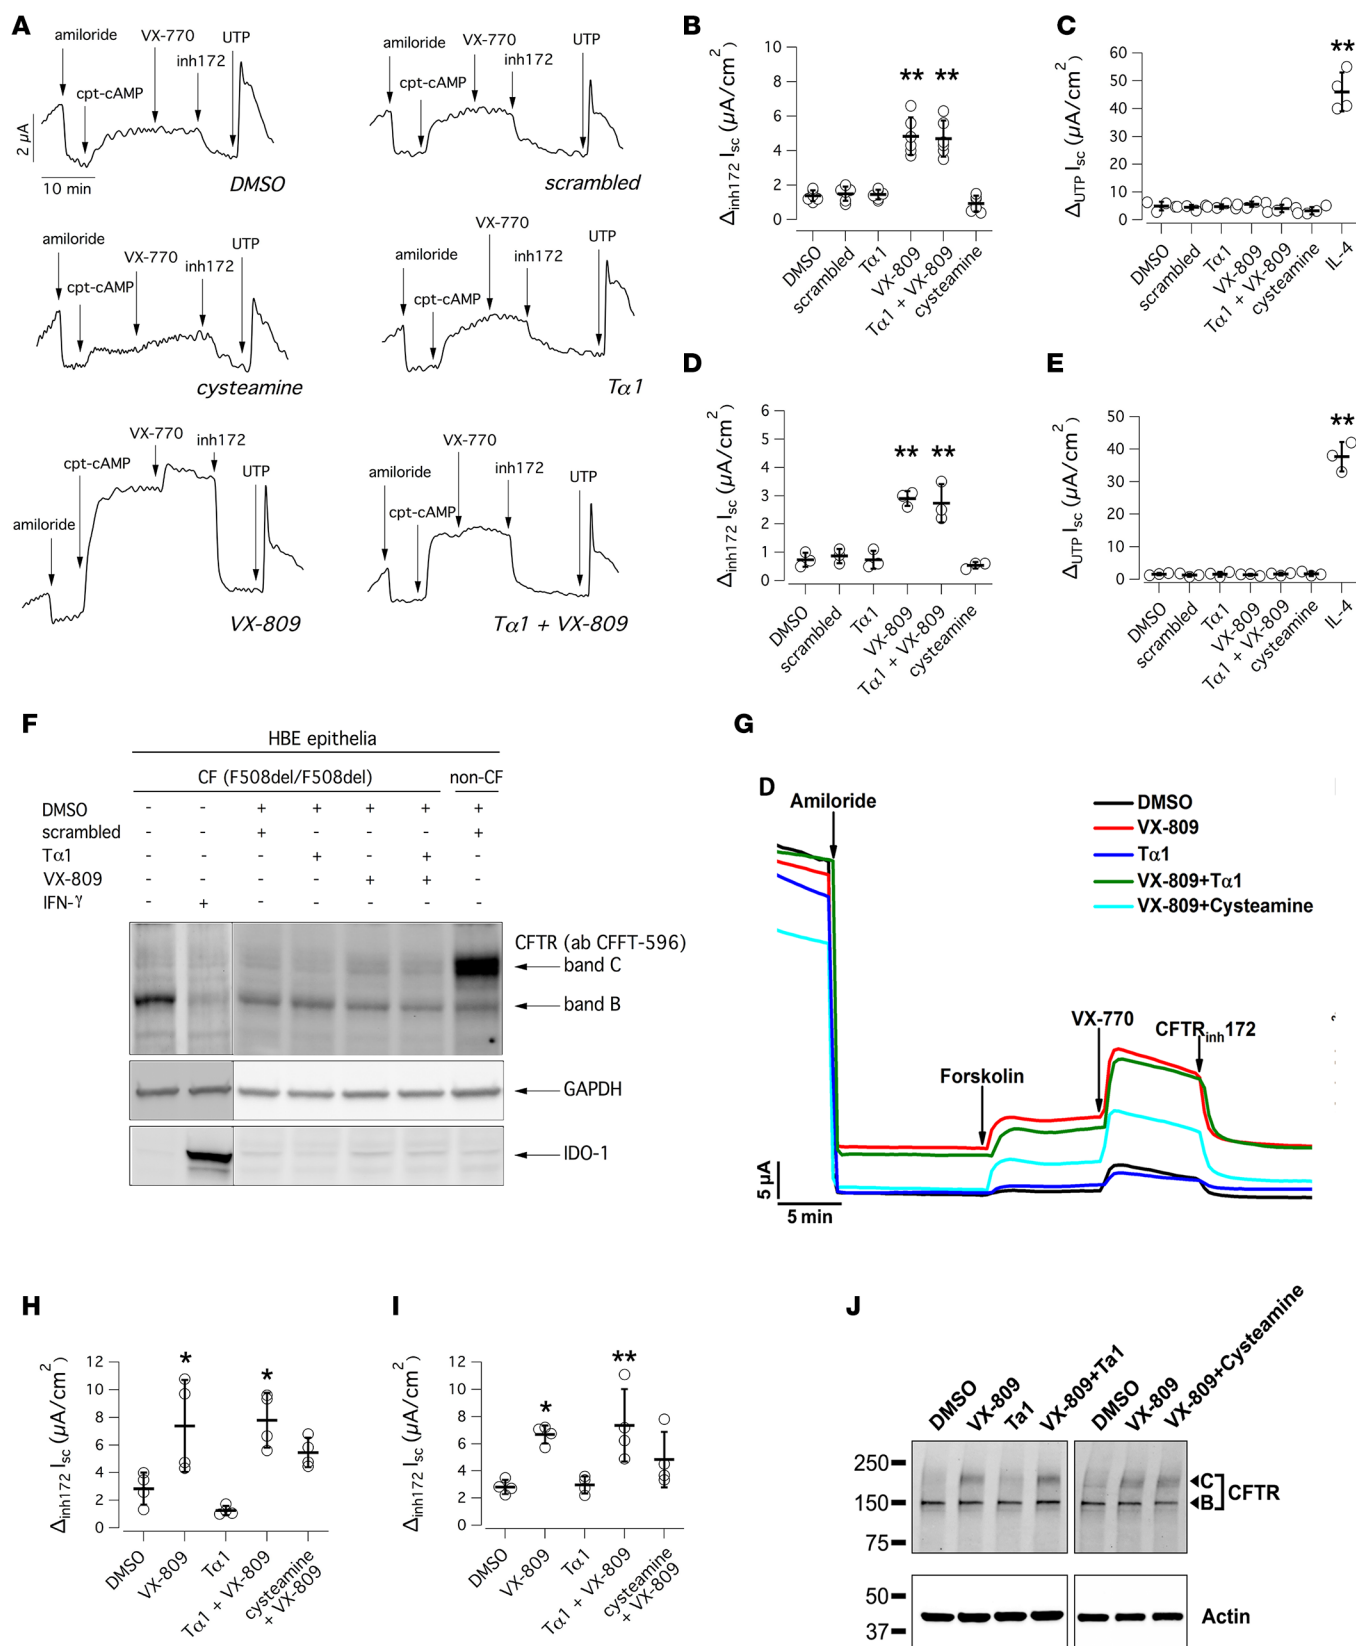 A
amiloride
cpt-cAMP
VX-770
inh172
UTP
2 µA
10 min
DMSO
amiloride
cpt-cAMP
VX-770
inh172
UTP
scrambled
amiloride
cpt-cAMP
VX-770
inh172
UTP
cysteamine
amiloride
cpt-cAMP
VX-770
inh172
UTP
Tα1
amiloride
cpt-cAMP
VX-770
inh172
UTP
VX-809
amiloride
cpt-cAMP
VX-770
inh172
UTP
Tα1 + VX-809
B
Δinh172 Isc (µA/cm2)
10
8
6
4
2
0
** **
DMSO
scrambled
Tα1
VX-809
Tα1 + VX-809
cysteamine
C
ΔUTP Isc (µA/cm2)
60
50
40
30
20
10
0
**
DMSO
scrambled
Tα1
VX-809
Tα1 + VX-809
cysteamine
IL-4
D
Δinh172 Isc (µA/cm2)
6
5
4
3
2
1
0
** **
DMSO
scrambled
Tα1
VX-809
Tα1 + VX-809
cysteamine
E
ΔUTP Isc (µA/cm2)
50
40
30
20
10
0
**
DMSO
scrambled
Tα1
VX-809
Tα1 + VX-809
cysteamine
IL-4
F
HBE epithelia
CF (F508del/F508del) non-CF
DMSO - - + + + + +
scrambled - - + - - - +
Tα1 - - - + - + -
VX-809 - - - - + + -
IFN-γ - + - - - - -
CFTR (ab CFFT-596)
band C
band B
GAPDH
IDO-1
G
D
Amiloride
Forskolin
VX-770
CFTRinh172
DMSO
VX-809
Tα1
VX-809+Tα1
VX-809+Cysteamine
5 µA
5 min
H
Δinh172 Isc (µA/cm2)
12
10
8
6
4
2
0
* *
DMSO
VX-809
Tα1
Tα1 + VX-809
cysteamine
+ VX-809
I
Δinh172 Isc (µA/cm2)
12
10
8
6
4
2
0
* **
DMSO
VX-809
Tα1
Tα1 + VX-809
cysteamine
+ VX-809
J
DMSO
VX-809
Ta1
VX-809+Ta1
DMSO
VX-809
VX-809+Cysteamine
250
150
75
C
B
CFTR
50
37
Actin